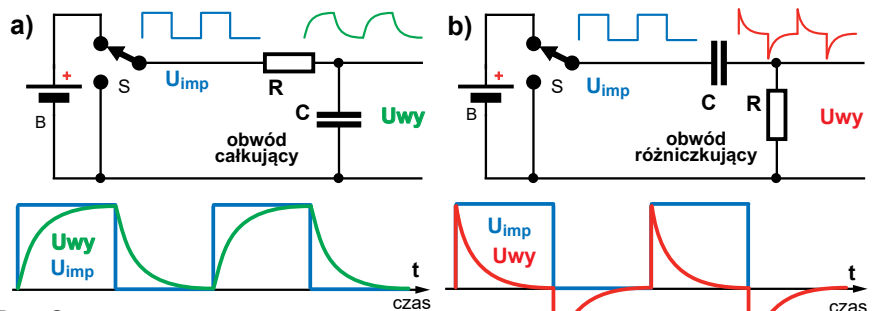 a)
+
B
S
Uimp
R
C
Uwy
obwód
całkujący
Uwy
Uimp
t
czas
b)
+
B
S
Uimp
C
R
Uwy
obwód
różniczkujący
Uimp
Uwy
t
czas